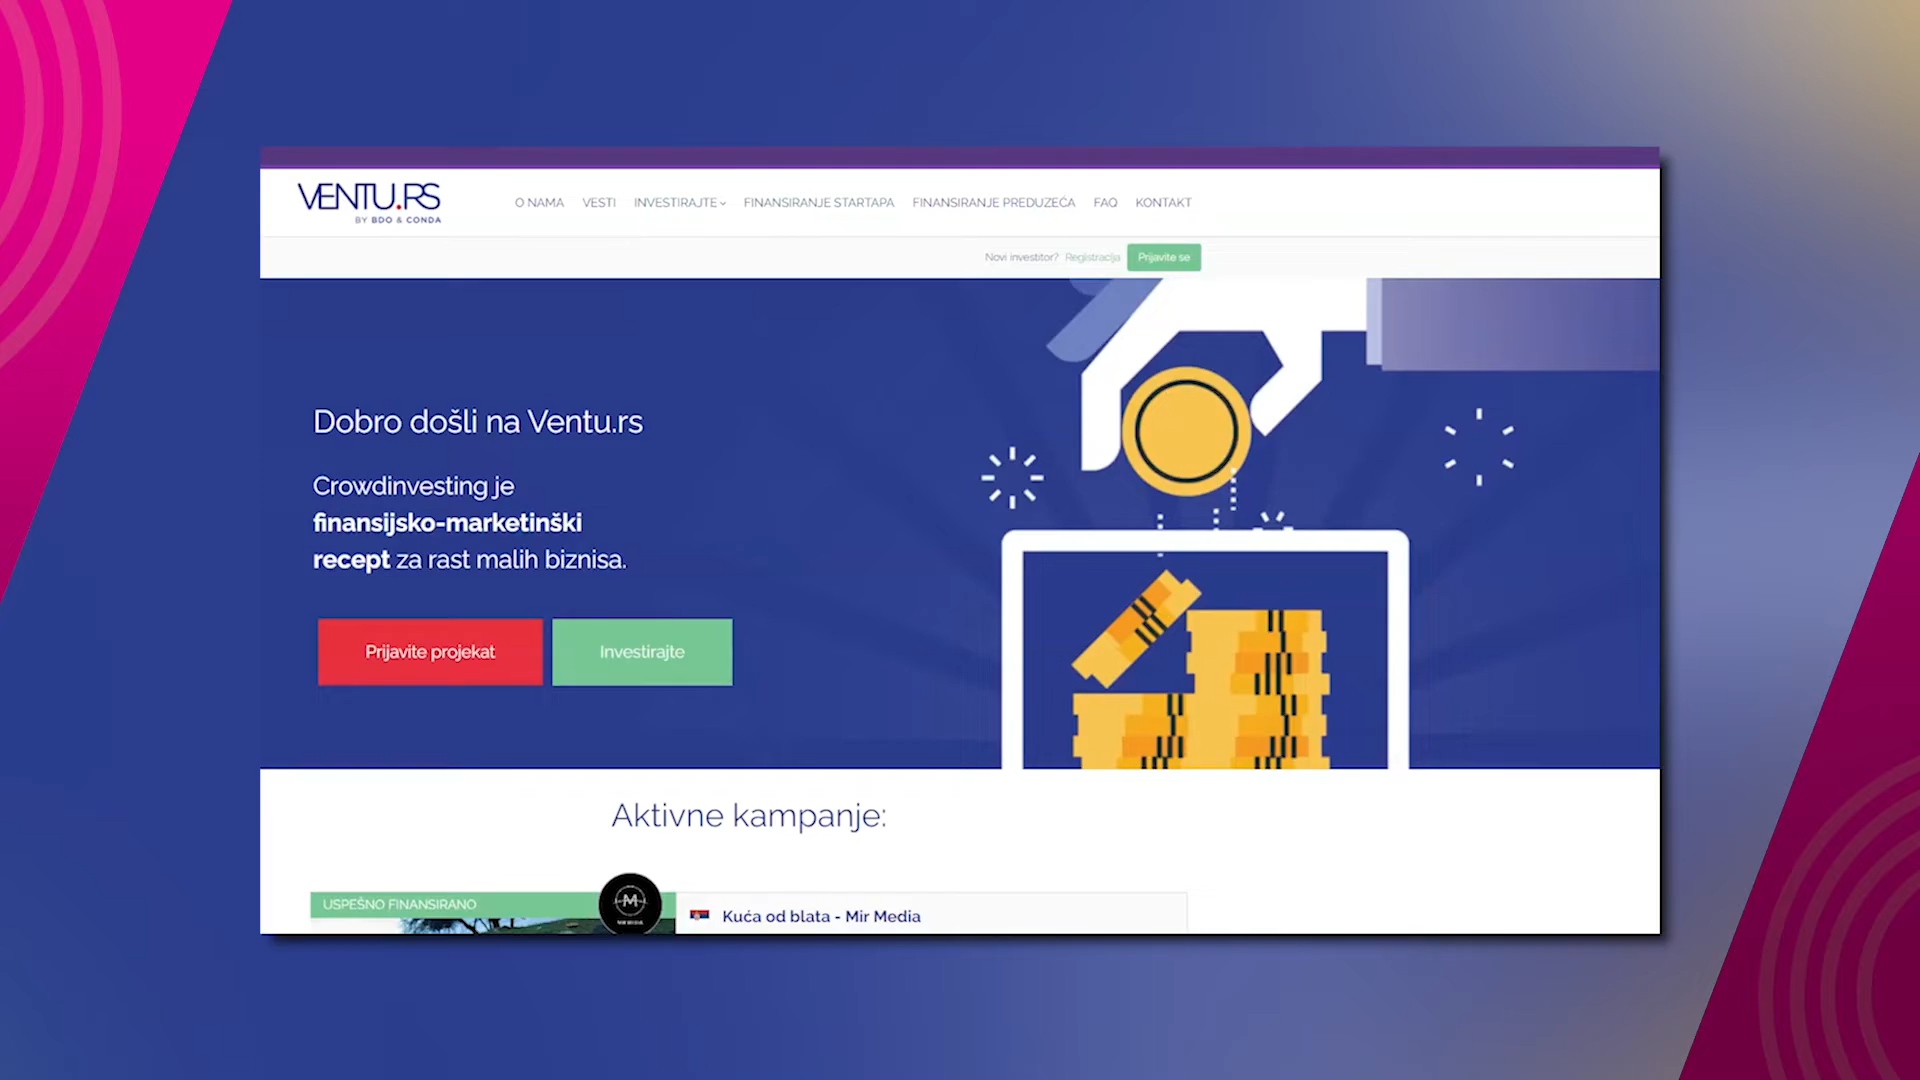 VENTU.RS
BY BDO & CONDA
O NAMA VESTI INVESTIRAJTE FINANSIRANJE STARTAPA FINANSIRANJE PREDUZEĆA FAQ KONTAKT
Novi investitor? Registracija Prijavite se
Dobro došli na Ventu.rs
Crowdinvesting je
finansijsko-marketinški
recept za rast malih biznisa.
Prijavite projekat Investirajte
Aktivne kampanje:
USPEŠNO FINANSIRANO
M
MIR MEDIA
Kuća od blata - Mir Media